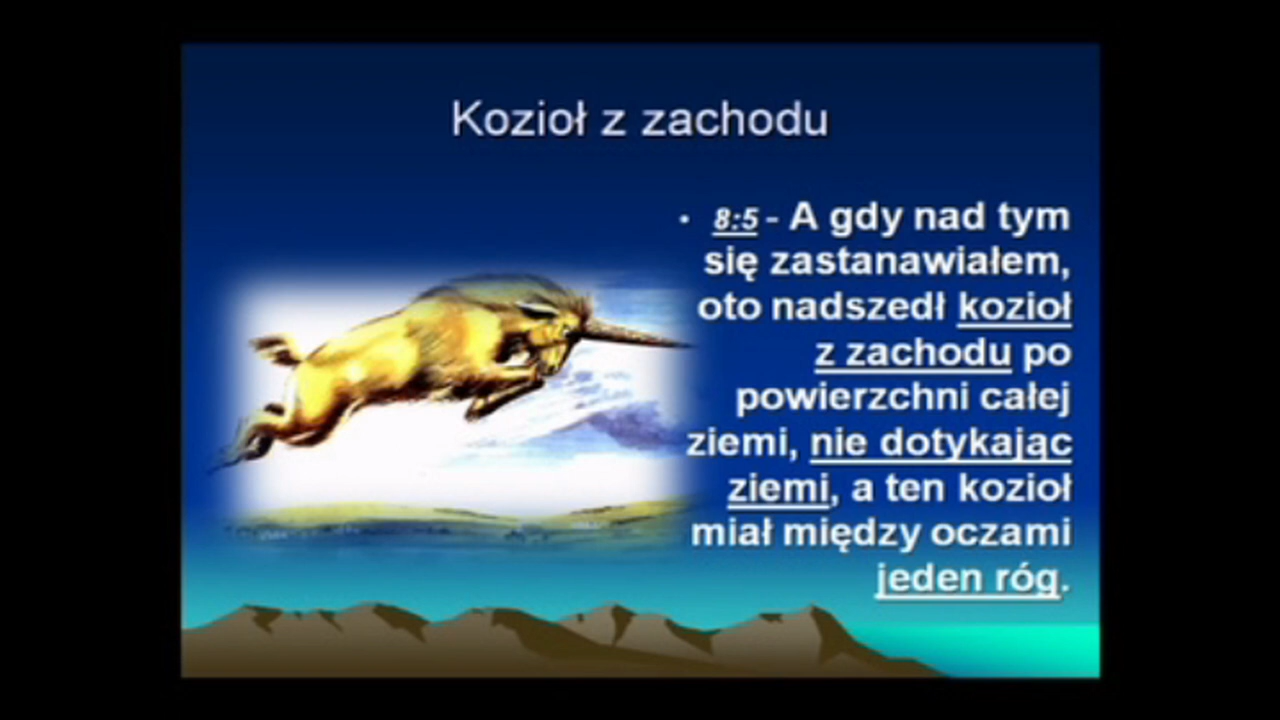 Kozioł z zachodu
• 8:5 - A gdy nad tym
się zastanawiałem,
oto nadszedł kozioł
z zachodu po
powierzchni całej
ziemi, nie dotykając
ziemi, a ten kozioł
miał między oczami
jeden róg.